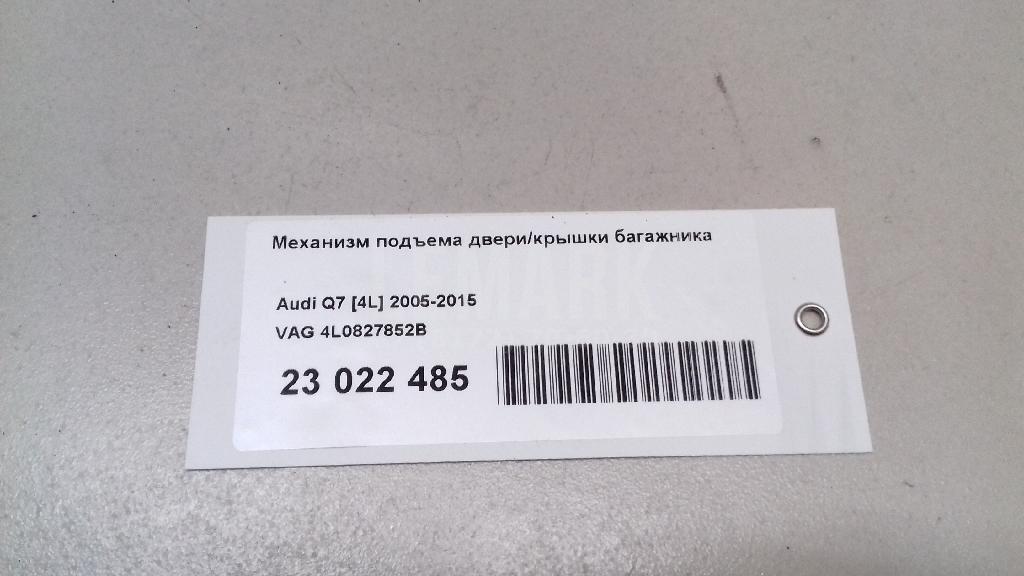 Механизм подъема двери/крышки багажника
Audi Q7 [4L] 2005-2015
VAG 4L0827852B
23 022 485